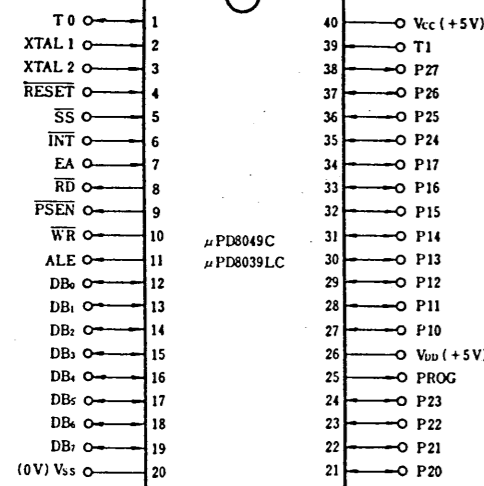 T0 1
XTAL 1 2
XTAL 2 3
RESET 4
SS 5
INT 6
EA 7
RD 8
PSEN 9
WR 10
ALE 11
DB₀ 12
DB₁ 13
DB₂ 14
DB₃ 15
DB₄ 16
DB₅ 17
DB₆ 18
DB₇ 19
(0V) Vss 20
μPD8049C
μPD8039LC
40 Vcc (+5V)
39 T1
38 P27
37 P26
36 P25
35 P24
34 P17
33 P16
32 P15
31 P14
30 P13
29 P12
28 P11
27 P10
26 VDD (+5V)
25 PROG
24 P23
23 P22
22 P21
21 P20